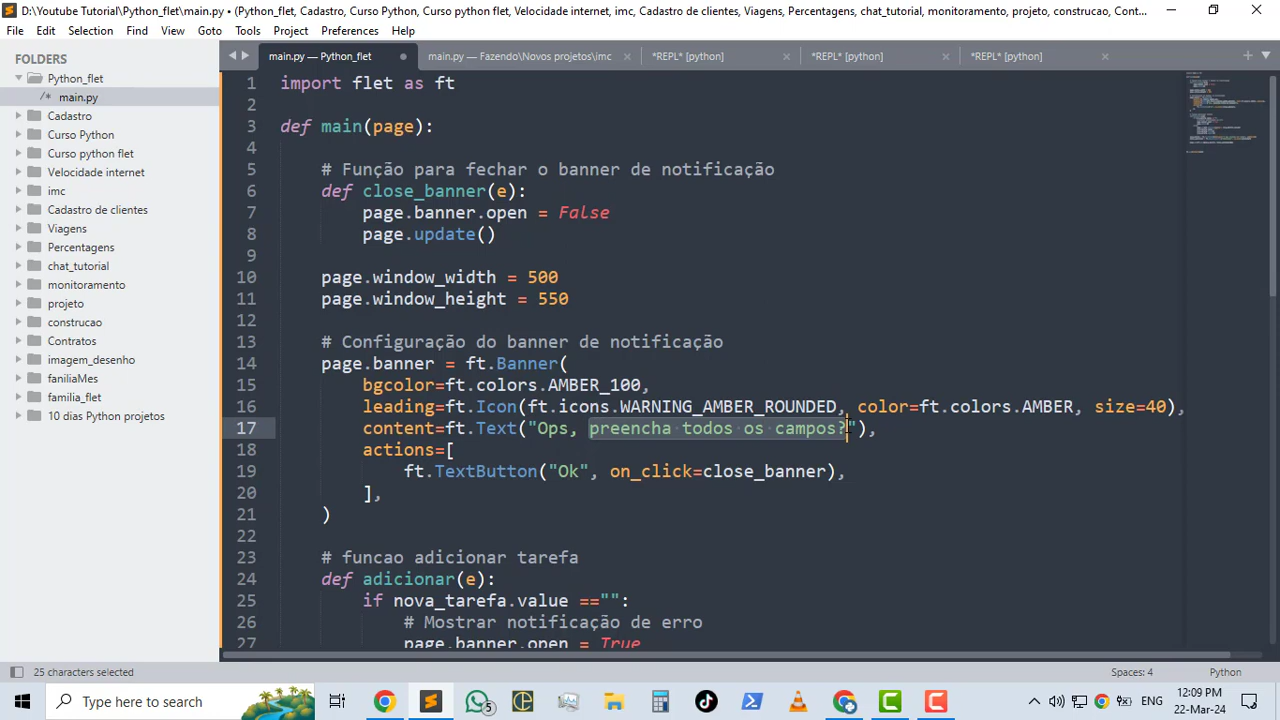 D:\Youtube Tutorial\Python_flet\main.py • (Python_flet, Cadastro, Curso Python, Curso python flet, Velocidade internet, imc, Cadastro de clientes, Viagens, Percentagens, chat_tutorial, monitoramento, projeto, construcao, Cont...
File Edit Selection Find View Goto Tools Project Preferences Help
FOLDERS
main.py — Python_flet
main.py — Fazendo\Novos projetos\imc
*REPL* [python]
*REPL* [python]
*REPL* [python]
Python_flet
/* main.py
Cadastro
Curso Python
Curso python flet
Velocidade internet
imc
Cadastro de clientes
Viagens
Percentagens
chat_tutorial
monitoramento
projeto
construcao
Contratos
imagem_desenho
faniliaMes
familia_flet
10 dias Python projetos
1 import flet as ft
2
3 def main(page):
4
5 # Função para fechar o banner de notificação
6 def close_banner(e):
7 page.banner.open = False
8 page.update()
9
10 page.window_width = 500
11 page.window_height = 550
12
13 # Configuração do banner de notificação
14 page.banner = ft.Banner(
15 bgcolor=ft.colors.AMBER_100,
16 leading=ft.Icon(ft.icons.WARNING_AMBER_ROUNDED, color=ft.colors.AMBER, size=40),
17 content=ft.Text("Ops, preencha todos os campos?"),
18 actions=[
19 ft.TextButton("Ok", on_click=close_banner),
20 ],
21 )
22
23 # funcao adicionar tarefa
24 def adicionar(e):
25 if nova_tarefa.value =="":
26 # Mostrar notificação de erro
27 page.banner.open = True
25 characters selected
Spaces: 4
Python
Type here to search
5
ENG
12:09 PM
22-Mar-24